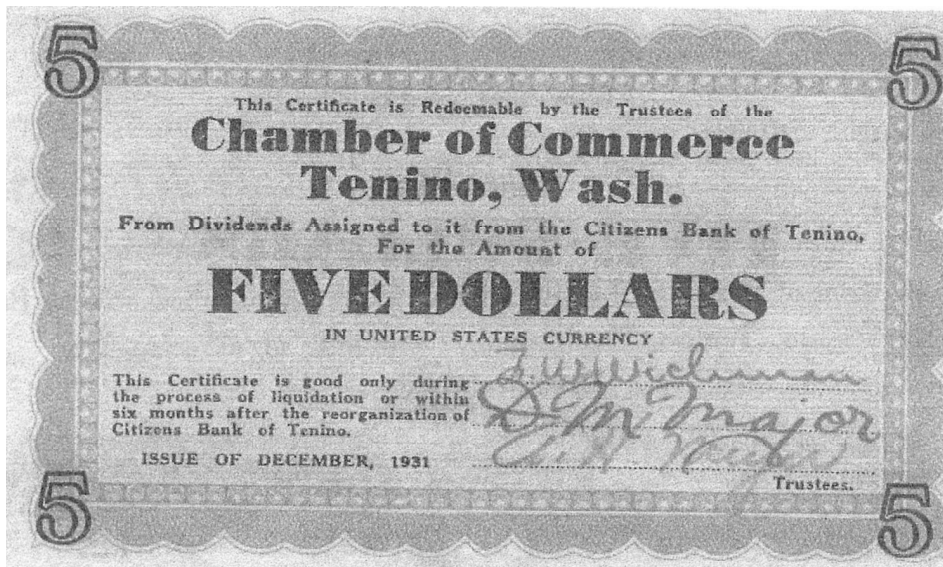 5 5
This Certificate is Redeemable by the Trustees of the
Chamber of Commerce
Tenino, Wash.
From Dividends Assigned to it from the Citizens Bank of Tenino,
For the Amount of
FIVE DOLLARS
IN UNITED STATES CURRENCY
This Certificate is good only during
the process of liquidation or within
six months after the reorganization of
Citizens Bank of Tenino.
ISSUE OF DECEMBER, 1931
D. M. Major
Trustees.
5 5